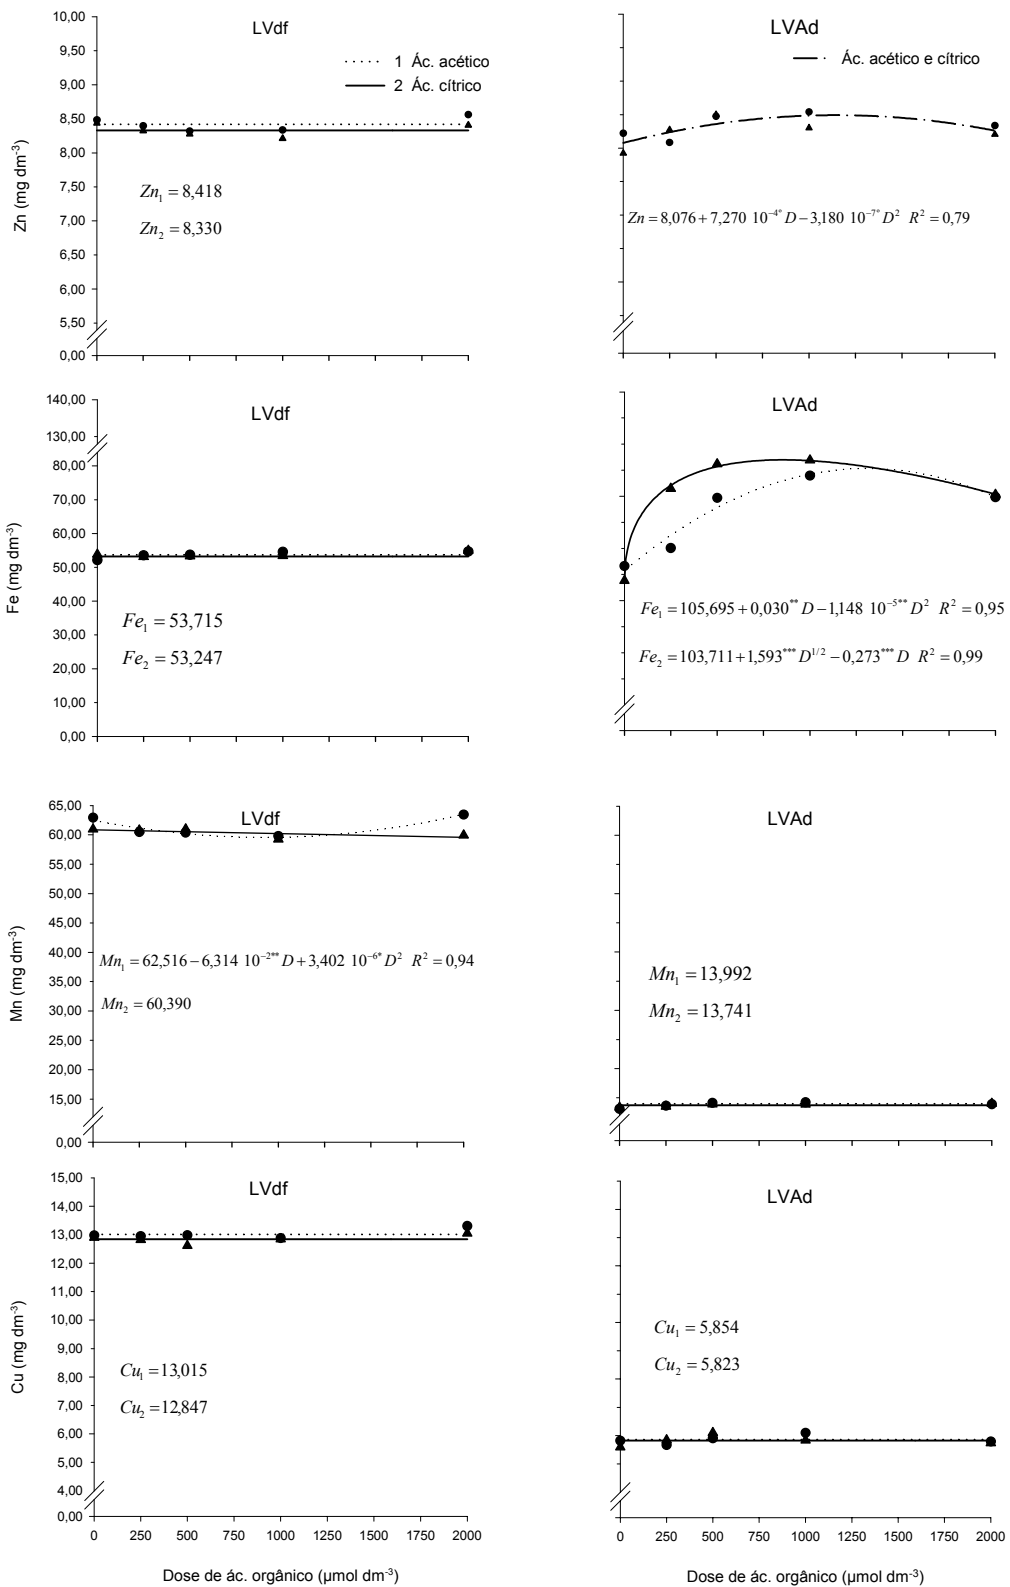 LVdf
1 Ác. acético
2 Ác. cítrico
Zn (mg dm-3)
10,00
9,50
9,00
8,50
8,00
7,50
7,00
6,50
6,00
5,50
0,00
Zn1 = 8,418
Zn2 = 8,330
LVAd
Ác. acético e cítrico
Zn = 8,076 + 7,270 10-4° D − 3,180 10-7° D2 R2 = 0,79
LVdf
Fe (mg dm-3)
140,00
130,00
80,00
70,00
60,00
50,00
40,00
30,00
20,00
10,00
0,00
Fe1 = 53,715
Fe2 = 53,247
LVAd
Fe1 = 105,695 + 0,030** D − 1,148 10-5** D2 R2 = 0,95
Fe2 = 103,711 + 1,593*** D1/2 − 0,273*** D R2 = 0,99
LVdf
Mn (mg dm-3)
65,00
60,00
55,00
50,00
45,00
40,00
35,00
30,00
25,00
20,00
15,00
0,00
Mn1 = 62,516 − 6,314 10-2** D + 3,402 10-6* D2 R2 = 0,94
Mn2 = 60,390
LVAd
Mn1 = 13,992
Mn2 = 13,741
LVdf
Cu (mg dm-3)
15,00
14,00
13,00
12,00
11,00
10,00
9,00
8,00
7,00
6,00
5,00
4,00
0,00
Cu1 = 13,015
Cu2 = 12,847
0 250 500 750 1000 1250 1500 1750 2000
Dose de ác. orgânico (µmol dm-3)
LVAd
Cu1 = 5,854
Cu2 = 5,823
0 250 500 750 1000 1250 1500 1750 2000
Dose de ác. orgânico (µmol dm-3)